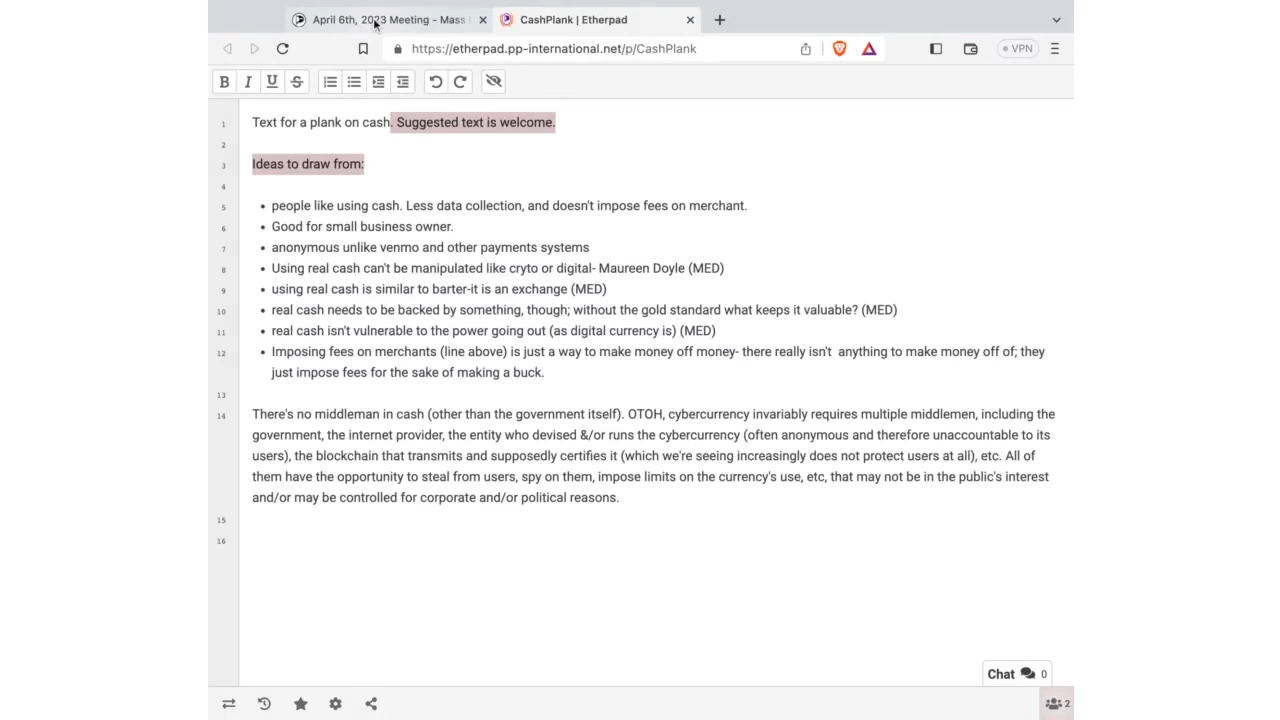 April 6th, 2023 Meeting - Mass
CashPlank | Etherpad
https://etherpad.pp-international.net/p/CashPlank
VPN
B I U S
1 Text for a plank on cash. Suggested text is welcome.
2
3 Ideas to draw from:
4
5 • people like using cash. Less data collection, and doesn't impose fees on merchant.
6 • Good for small business owner.
7 • anonymous unlike venmo and other payments systems
8 • Using real cash can't be manipulated like cryto or digital- Maureen Doyle (MED)
9 • using real cash is similar to barter-it is an exchange (MED)
10 • real cash needs to be backed by something, though; without the gold standard what keeps it valuable? (MED)
11 • real cash isn't vulnerable to the power going out (as digital currency is) (MED)
12 • Imposing fees on merchants (line above) is just a way to make money off money- there really isn't anything to make money off of; they
just impose fees for the sake of making a buck.
13
14 There's no middleman in cash (other than the government itself). OTOH, cybercurrency invariably requires multiple middlemen, including the
government, the internet provider, the entity who devised &/or runs the cybercurrency (often anonymous and therefore unaccountable to its
users), the blockchain that transmits and supposedly certifies it (which we're seeing increasingly does not protect users at all), etc. All of
them have the opportunity to steal from users, spy on them, impose limits on the currency's use, etc, that may not be in the public's interest
and/or may be controlled for corporate and/or political reasons.
15
16
Chat 0
2